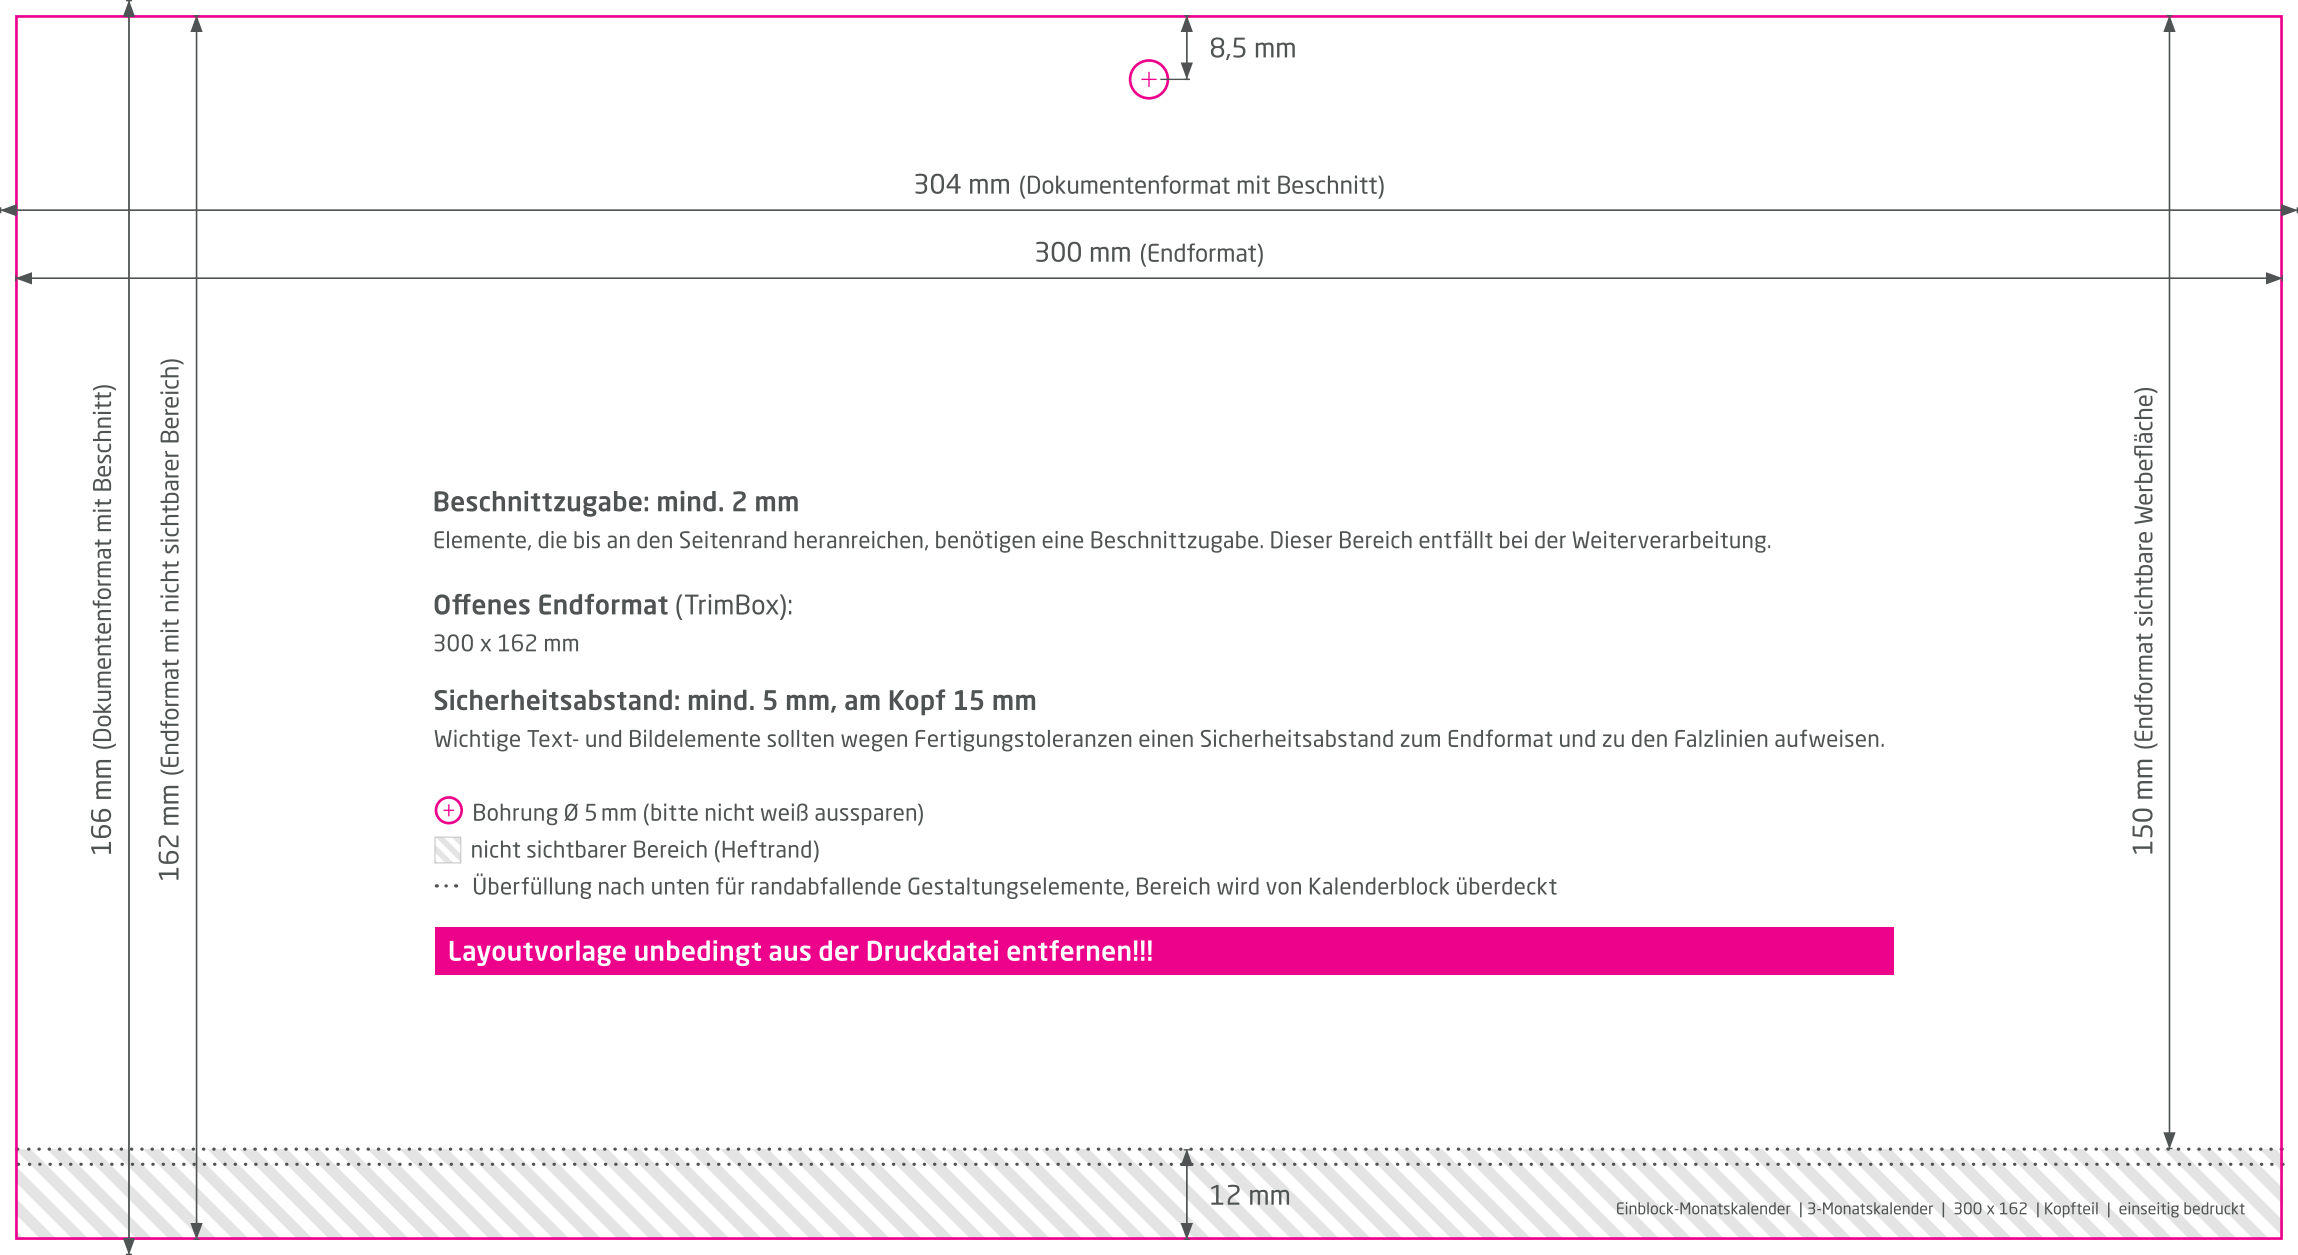 8,5 mm
304 mm (Dokumentenformat mit Beschnitt)
300 mm (Endformat)
166 mm (Dokumentenformat mit Beschnitt)
162 mm (Endformat mit nicht sichtbarer Bereich)
150 mm (Endformat sichtbare Werbefläche)
Beschnittzugabe: mind. 2 mm
Elemente, die bis an den Seitenrand heranreichen, benötigen eine Beschnittzugabe. Dieser Bereich entfällt bei der Weiterverarbeitung.
Offenes Endformat (TrimBox):
300 x 162 mm
Sicherheitsabstand: mind. 5 mm, am Kopf 15 mm
Wichtige Text- und Bildelemente sollten wegen Fertigungstoleranzen einen Sicherheitsabstand zum Endformat und zu den Falzlinien aufweisen.
Bohrung Ø 5 mm (bitte nicht weiß aussparen)
nicht sichtbarer Bereich (Heftrand)
Überfüllung nach unten für randabfallende Gestaltungselemente, Bereich wird von Kalenderblock überdeckt
Layoutvorlage unbedingt aus der Druckdatei entfernen!!!
12 mm
Einblock-Monatskalender | 3-Monatskalender | 300 x 162 | Kopfteil | einseitig bedruckt